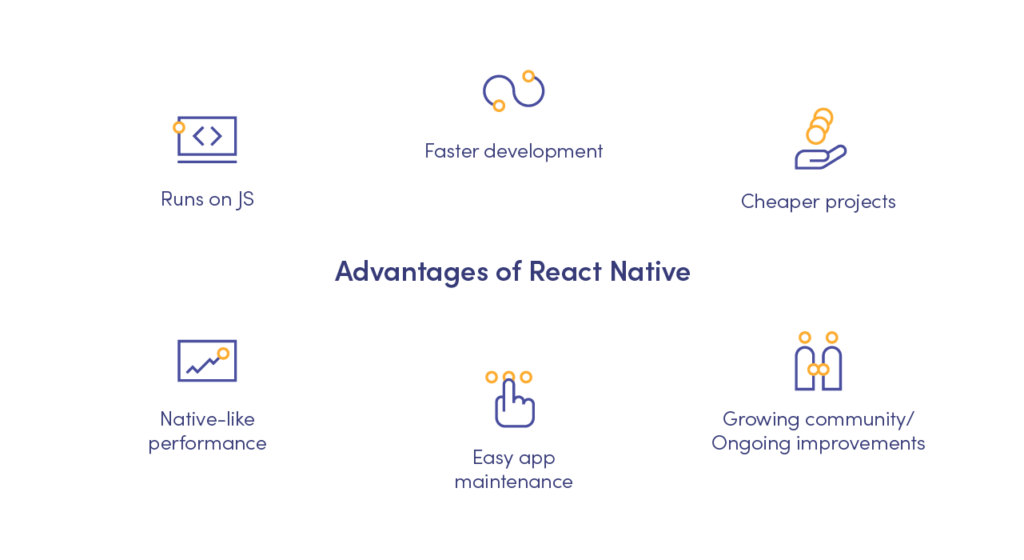 Faster development
Runs on JS
Cheaper projects
Advantages of React Native
Native-like
performance
Easy app
maintenance
Growing community/
Ongoing improvements